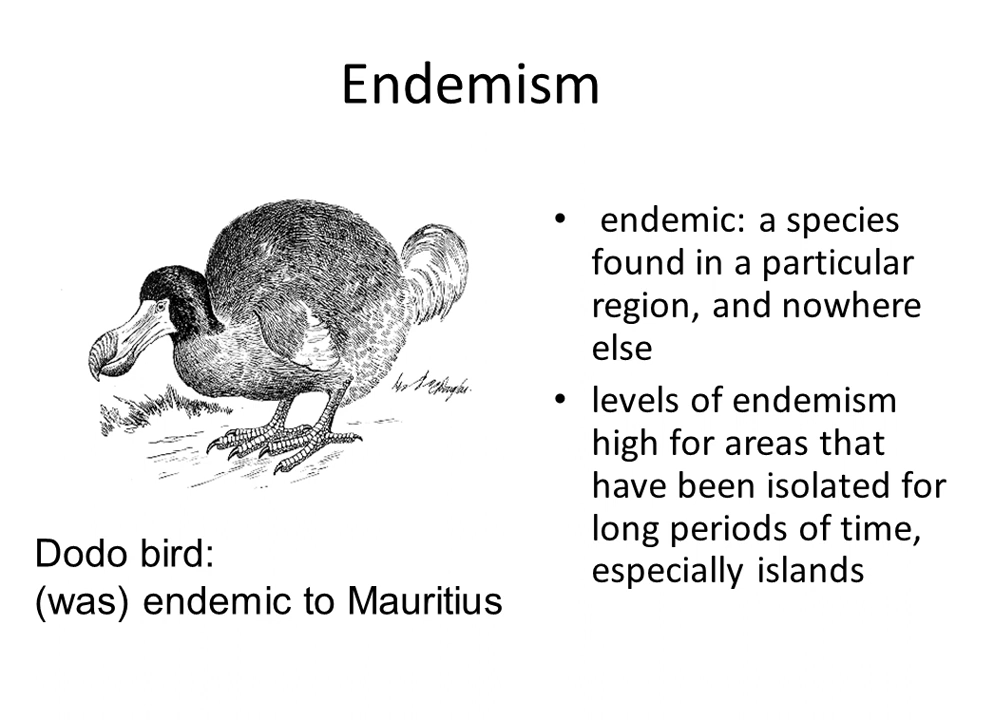 Endemism
• endemic: a species
found in a particular
region, and nowhere
else
• levels of endemism
high for areas that
have been isolated for
long periods of time,
especially islands
Dodo bird:
(was) endemic to Mauritius